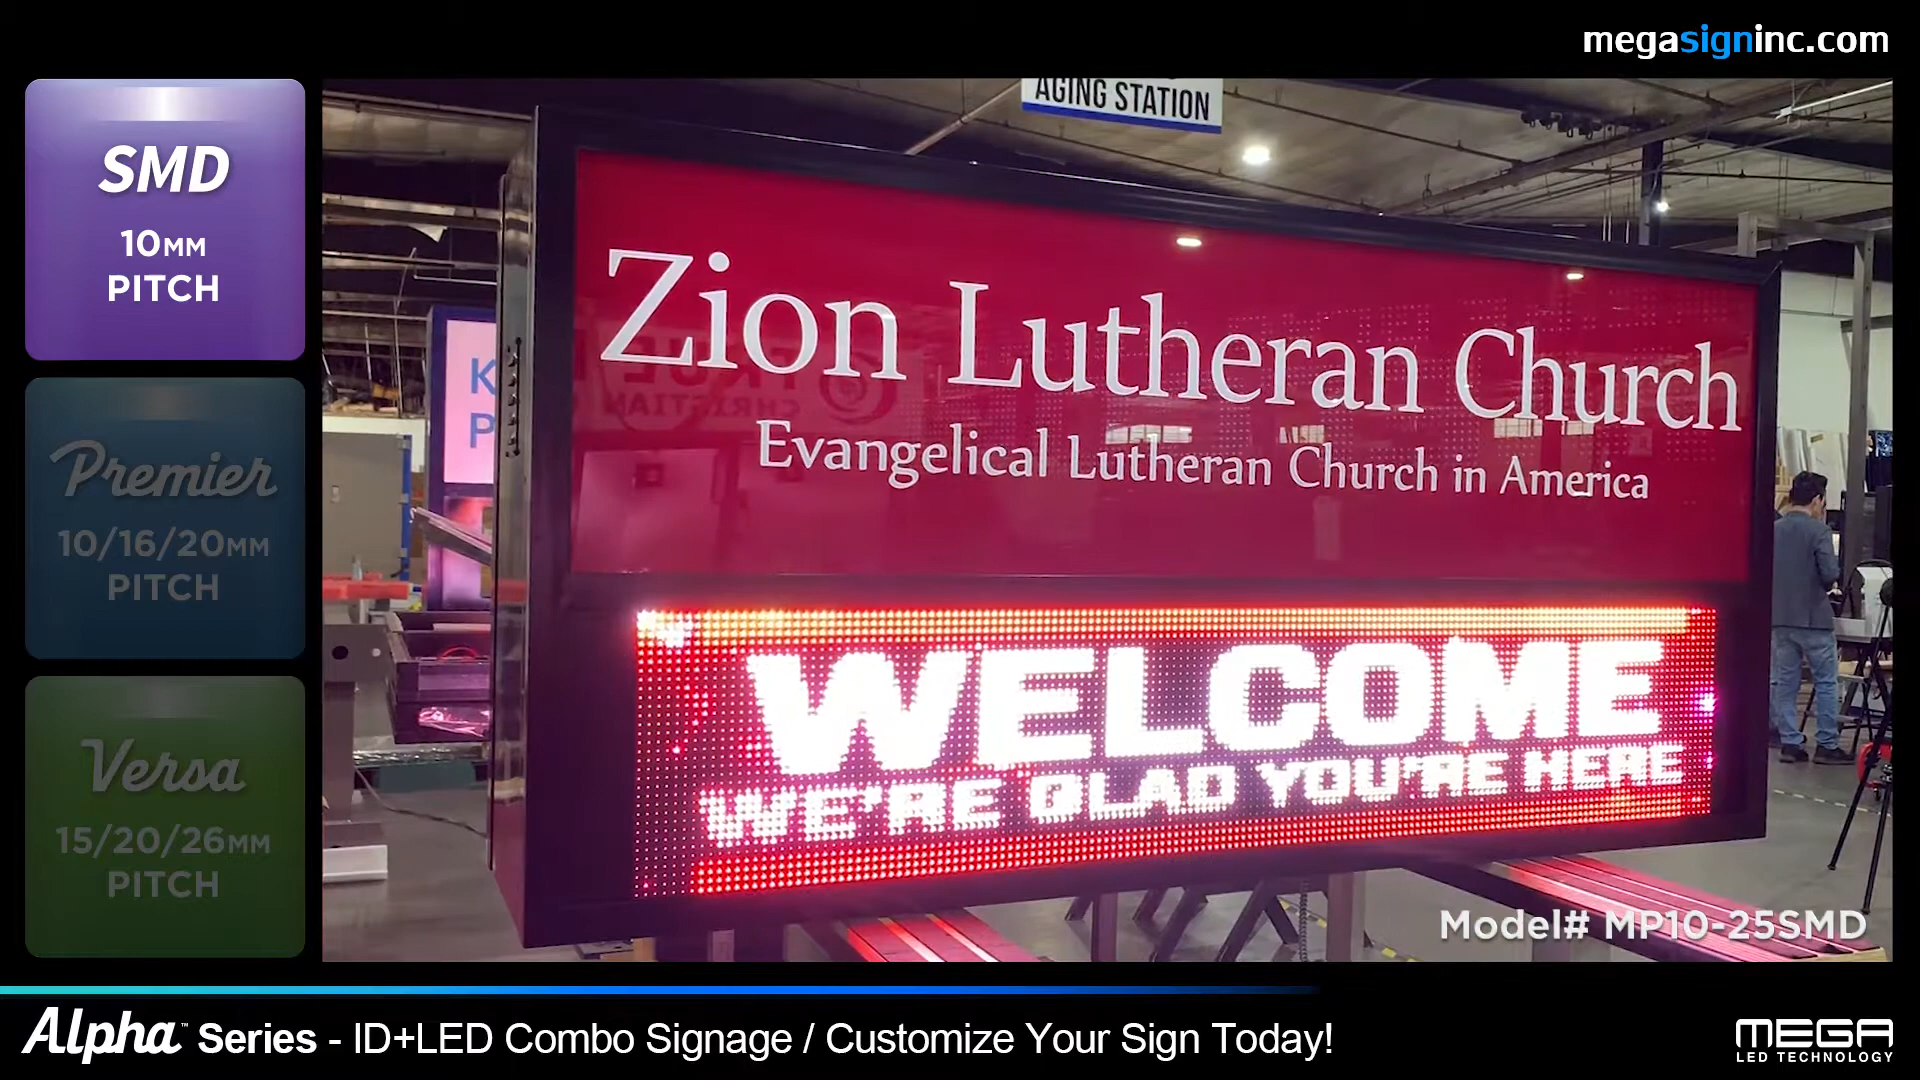 megasigninc.com
SMD
10MM
PITCH
Premier
10/16/20MM
PITCH
Versa
15/20/26MM
PITCH
AGING STATION
K
P
Zion Lutheran Church
Evangelical Lutheran Church in America
WELCOME
WE'RE GLAD YOU'RE HERE
Model# MP10-25SMD
Alpha™ Series - ID+LED Combo Signage / Customize Your Sign Today!
MEGA
LED TECHNOLOGY